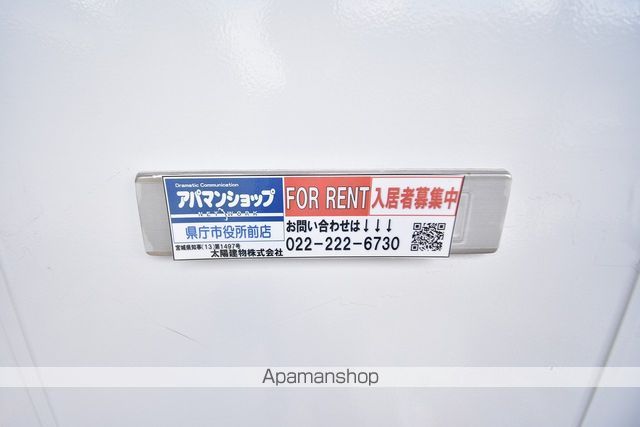 Dramatic Communication
アパマンショップ
NETWORK
県庁市役所前店
宮城県知事(13)第1497号
太陽建物株式会社
FOR RENT 入居者募集中
お問い合わせは↓↓↓
022-222-6730
Apamanshop